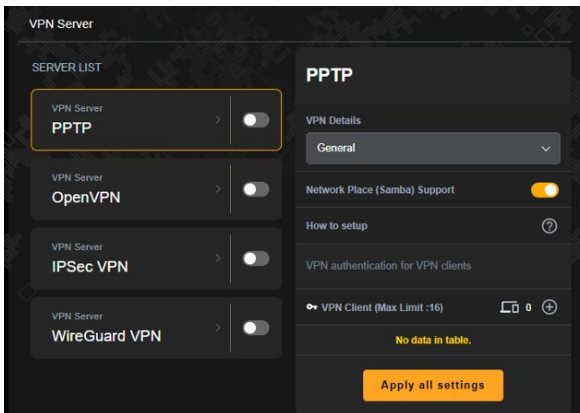 VPN Server
SERVER LIST
VPN Server
PPTP
VPN Server
OpenVPN
VPN Server
IPSec VPN
VPN Server
WireGuard VPN
PPTP
VPN Details
General
Network Place (Samba) Support
How to setup
?
VPN authentication for VPN clients
VPN Client (Max Limit :16)
0
No data in table.
Apply all settings